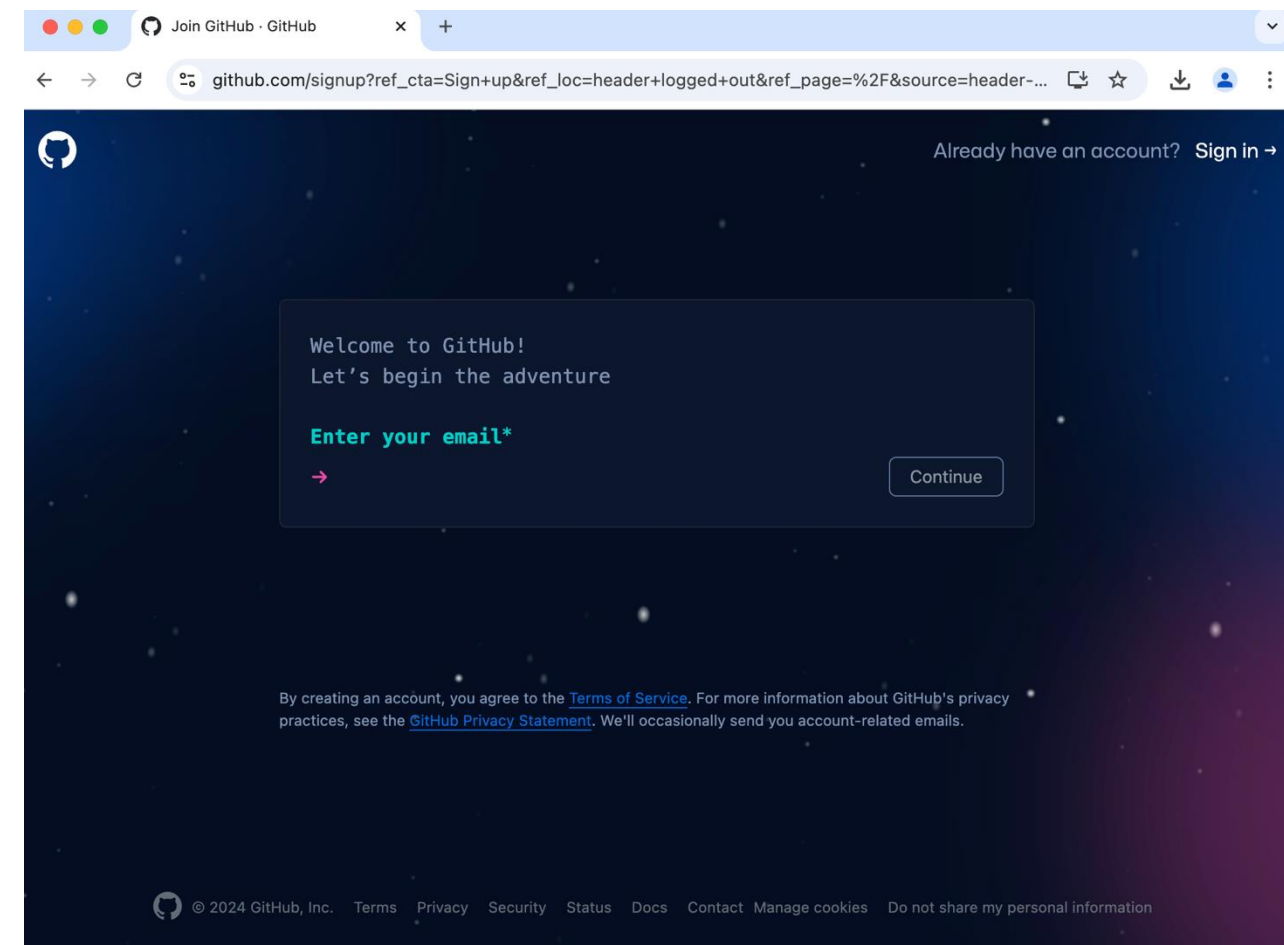 Join GitHub · GitHub
github.com/signup?ref_cta=Sign+up&ref_loc=header+logged+out&ref_page=%2F&source=header-...
Already have an account? Sign in →
Welcome to GitHub!
Let’s begin the adventure
Enter your email*
→
Continue
By creating an account, you agree to the Terms of Service. For more information about GitHub's privacy
practices, see the GitHub Privacy Statement. We'll occasionally send you account-related emails.
© 2024 GitHub, Inc. Terms Privacy Security Status Docs Contact Manage cookies Do not share my personal information